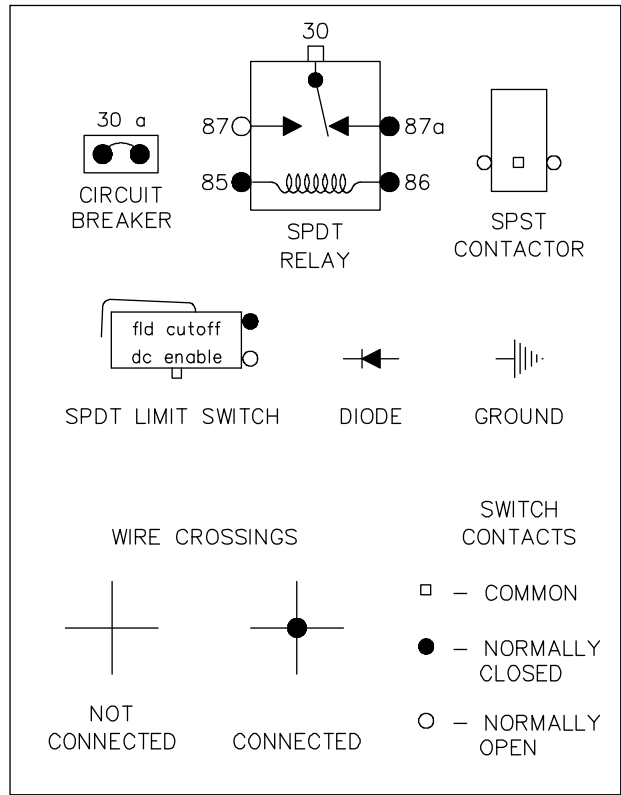 30
30 a
87
87a
85
86
CIRCUIT
BREAKER
SPDT
RELAY
SPST
CONTACTOR
fld cutoff
dc enable
SPDT LIMIT SWITCH
DIODE
GROUND
WIRE CROSSINGS
SWITCH
CONTACTS
– COMMON
– NORMALLY
CLOSED
– NORMALLY
OPEN
NOT
CONNECTED
CONNECTED